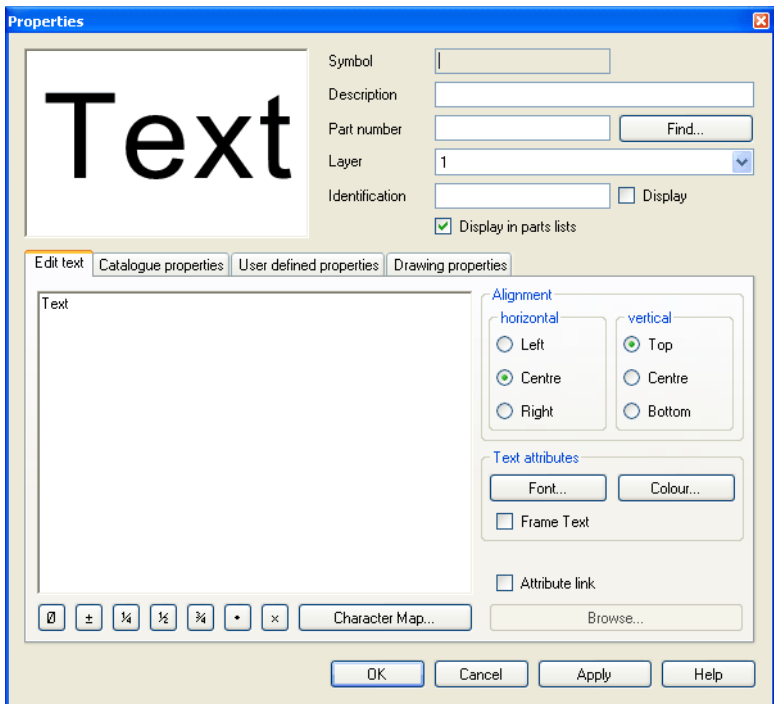 Properties
Text
Symbol
Description
Part number
Find...
Layer
1
Identification
Display
Display in parts lists
Edit text
Catalogue properties
User defined properties
Drawing properties
Text
Alignment
horizontal
vertical
Left
Top
Centre
Centre
Right
Bottom
Text attributes
Font...
Colour...
Frame Text
Attribute link
Ø
±
¼
½
¾
•
×
Character Map...
Browse...
OK
Cancel
Apply
Help